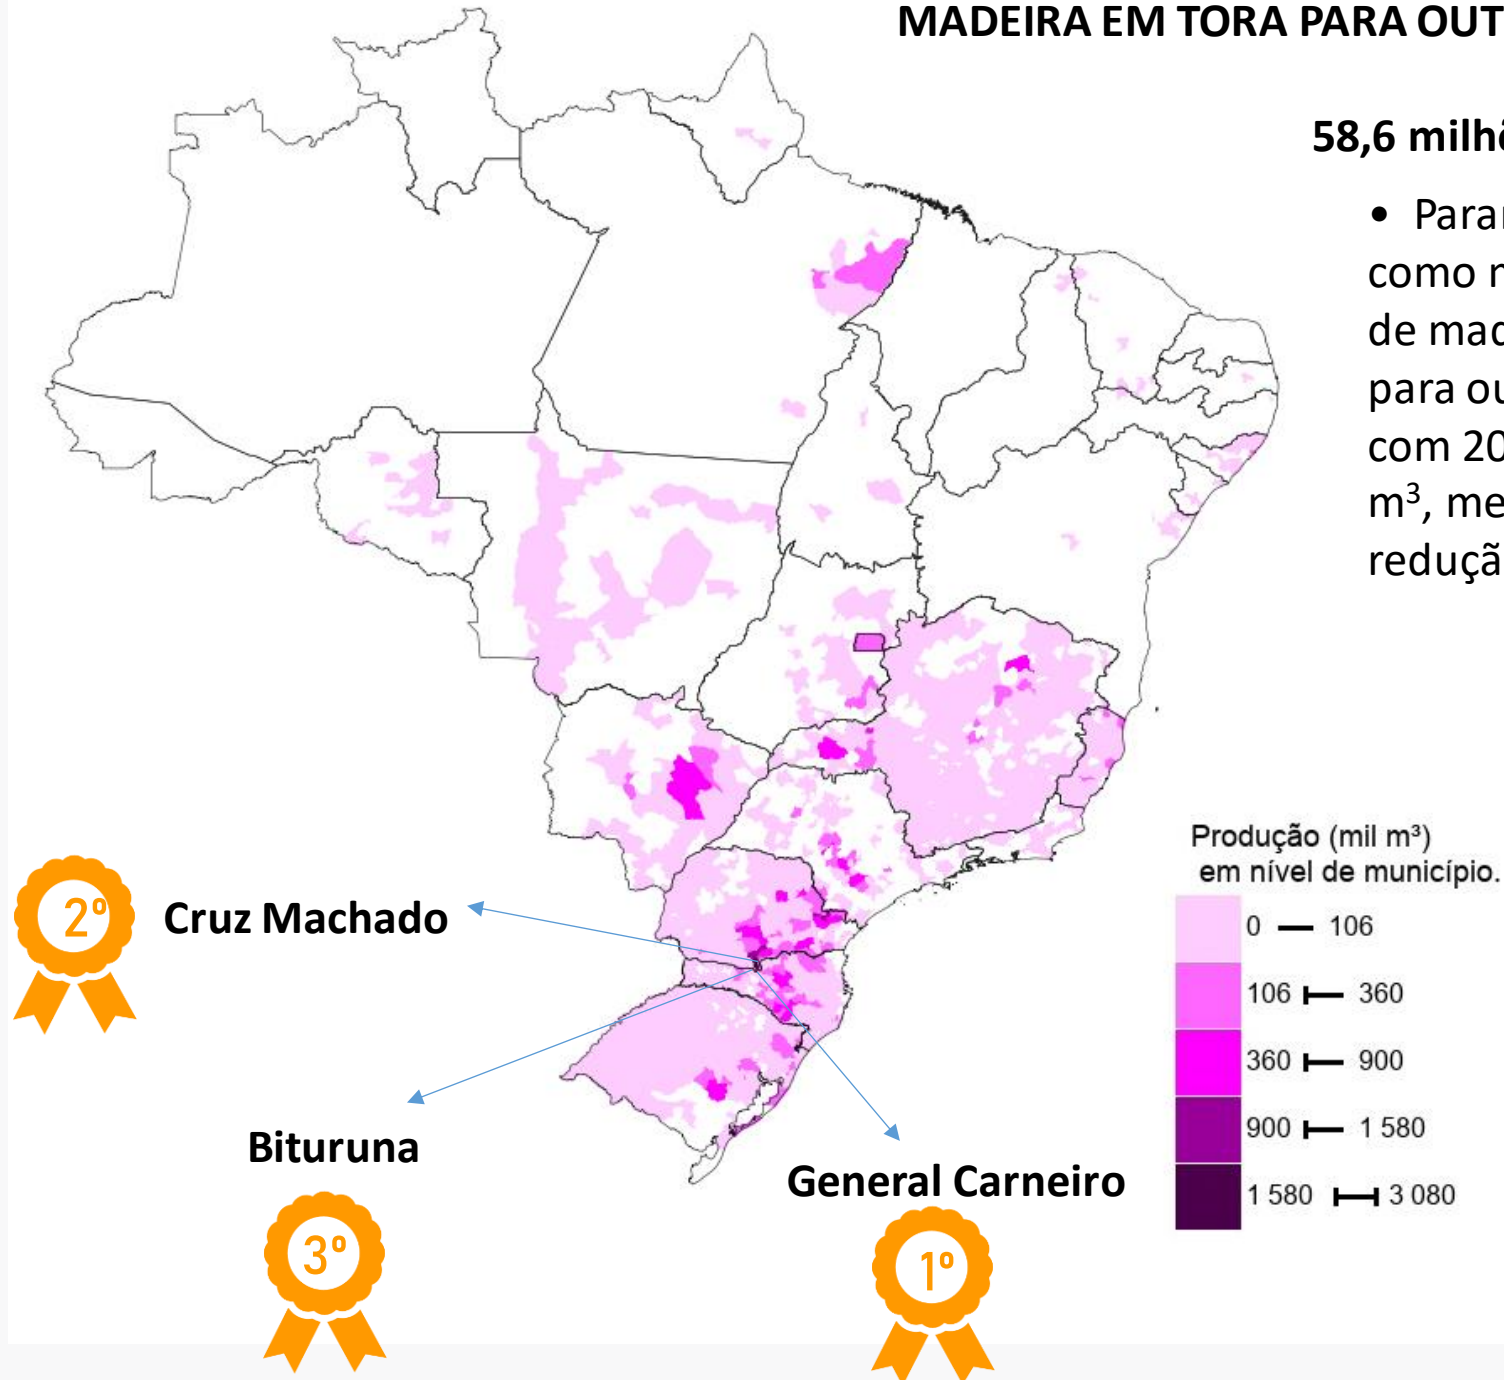 MADEIRA EM TORA PARA OUT
58,6 milhõ
• Paran
como m
de mad
para ou
com 20
m³, me
reduçã
Produção (mil m³)
em nível de município.
0 — 106
106 — 360
360 — 900
900 — 1 580
1 580 — 3 080
2º
Cruz Machado
Bituruna
3º
General Carneiro
1º